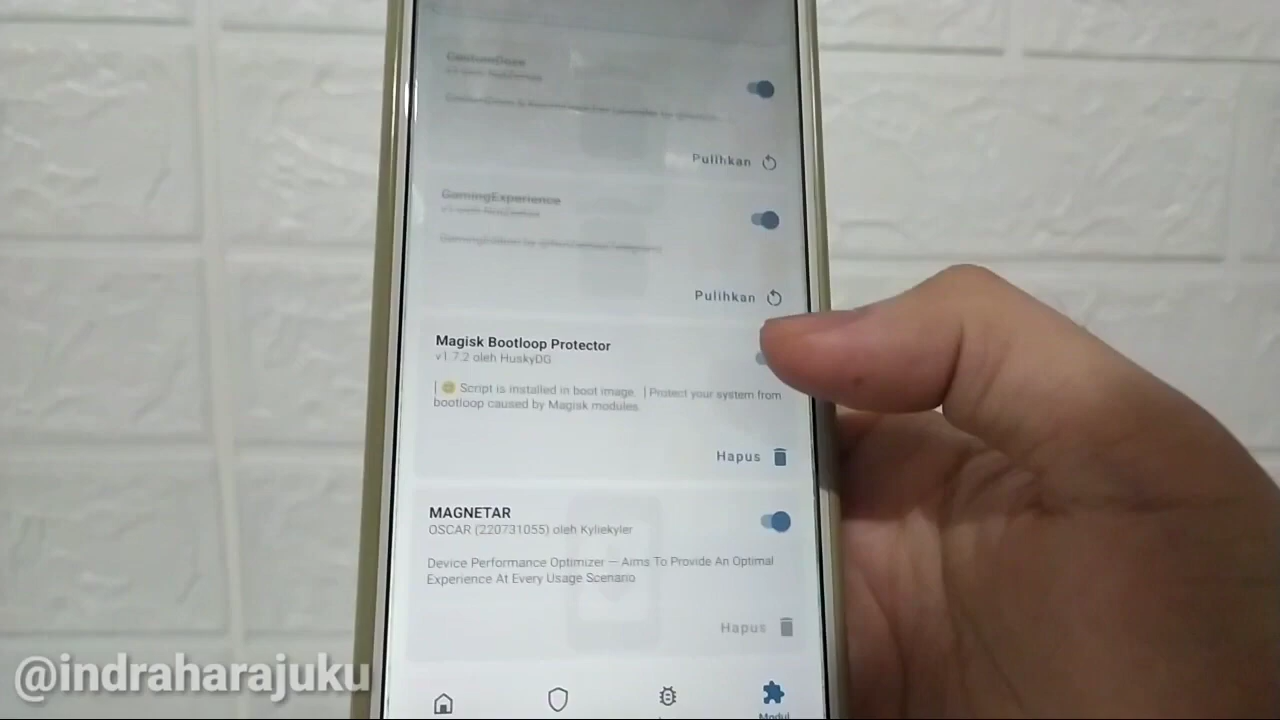 Pulihkan
GamingExperience
Pulihkan
Magisk Bootloop Protector
v1.7.2 oleh HuskyDG
| Script is installed in boot image. | Protect your system from
bootloop caused by Magisk modules.
Hapus
MAGNETAR
OSCAR (220731055) oleh Kyliekyler
Device Performance Optimizer — Aims To Provide An Optimal
Experience At Every Usage Scenario
Hapus
Modul
@indraharajuku